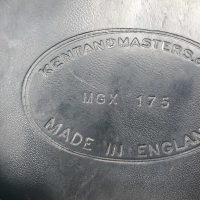 KENTANDMASTERS.C
MGX 175
MADE IN ENGLAN